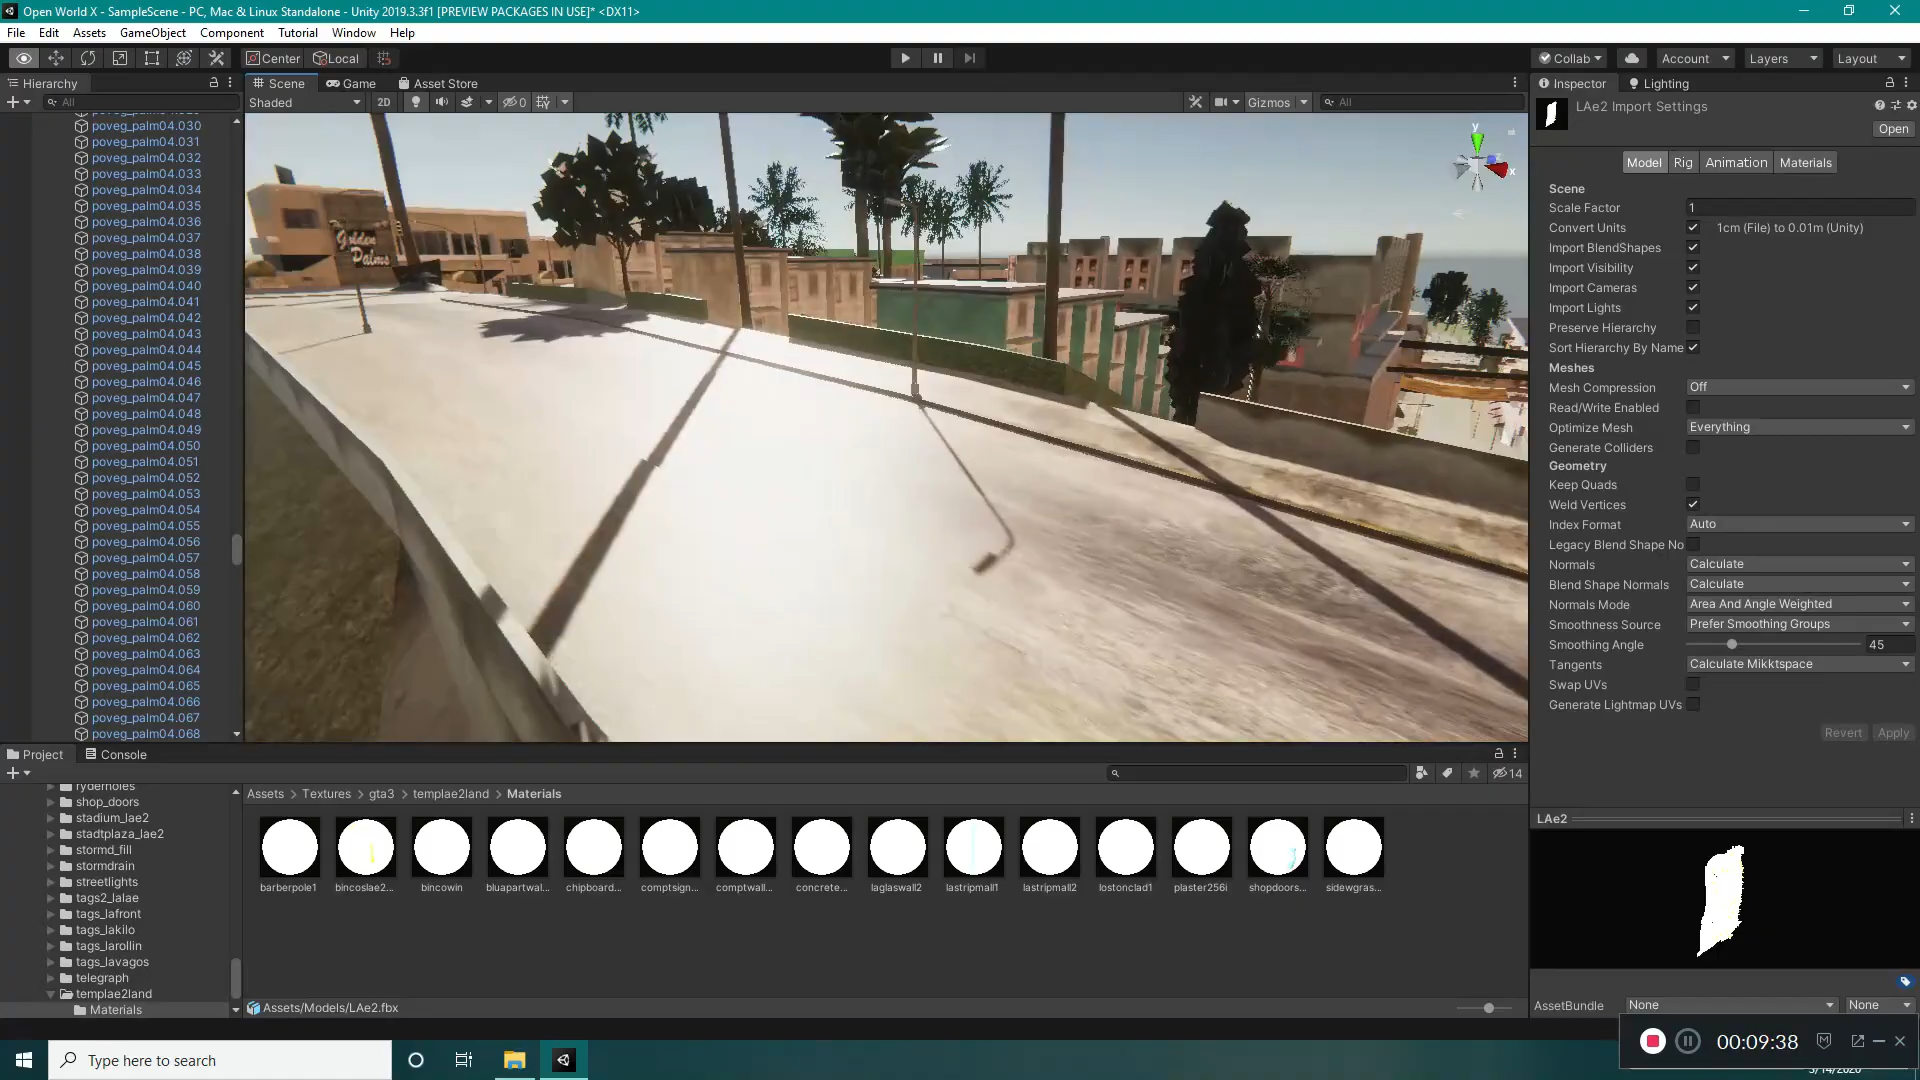 Open World X - SampleScene - PC, Mac & Linux Standalone - Unity 2019.3.3f1 [PREVIEW PACKAGES IN USE]* <DX11>
File Edit Assets GameObject Component Tutorial Window Help
Center Local
Collab Account Layers Layout
Hierarchy
All
poveg_palm04.030
poveg_palm04.031
poveg_palm04.032
poveg_palm04.033
poveg_palm04.034
poveg_palm04.035
poveg_palm04.036
poveg_palm04.037
poveg_palm04.038
poveg_palm04.039
poveg_palm04.040
poveg_palm04.041
poveg_palm04.042
poveg_palm04.043
poveg_palm04.044
poveg_palm04.045
poveg_palm04.046
poveg_palm04.047
poveg_palm04.048
poveg_palm04.049
poveg_palm04.050
poveg_palm04.051
poveg_palm04.052
poveg_palm04.053
poveg_palm04.054
poveg_palm04.055
poveg_palm04.056
poveg_palm04.057
poveg_palm04.058
poveg_palm04.059
poveg_palm04.060
poveg_palm04.061
poveg_palm04.062
poveg_palm04.063
poveg_palm04.064
poveg_palm04.065
poveg_palm04.066
poveg_palm04.067
poveg_palm04.068
Scene Game Asset Store
Shaded 2D 0 Gizmos All
y
x
Golden
Palms
Inspector Lighting
LAe2 Import Settings
Open
Model Rig Animation Materials
Scene
Scale Factor 1
Convert Units 1cm (File) to 0.01m (Unity)
Import BlendShapes
Import Visibility
Import Cameras
Import Lights
Preserve Hierarchy
Sort Hierarchy By Name
Meshes
Mesh Compression Off
Read/Write Enabled
Optimize Mesh Everything
Generate Colliders
Geometry
Keep Quads
Weld Vertices
Index Format Auto
Legacy Blend Shape No
Normals Calculate
Blend Shape Normals Calculate
Normals Mode Area And Angle Weighted
Smoothness Source Prefer Smoothing Groups
Smoothing Angle 45
Tangents Calculate Mikktspace
Swap UVs
Generate Lightmap UVs
Revert Apply
LAe2
AssetBundle None None
Project Console
14
ryderholes
shop_doors
stadium_lae2
stadtplaza_lae2
stormd_fill
stormdrain
streetlights
tags2_lalae
tags_lafront
tags_lakilo
tags_larollin
tags_lavagos
telegraph
templae2land
Materials
Assets > Textures > gta3 > templae2land > Materials
barberpole1 bincoslae2... bincowin bluapartwal... chipboard... comptsign... comptwall... concrete... laglaswall2 lastripmall1 lastripmall2 lostonclad1 plaster256i shopdoors... sidewgras...
Assets/Models/LAe2.fbx
Type here to search
00:09:38